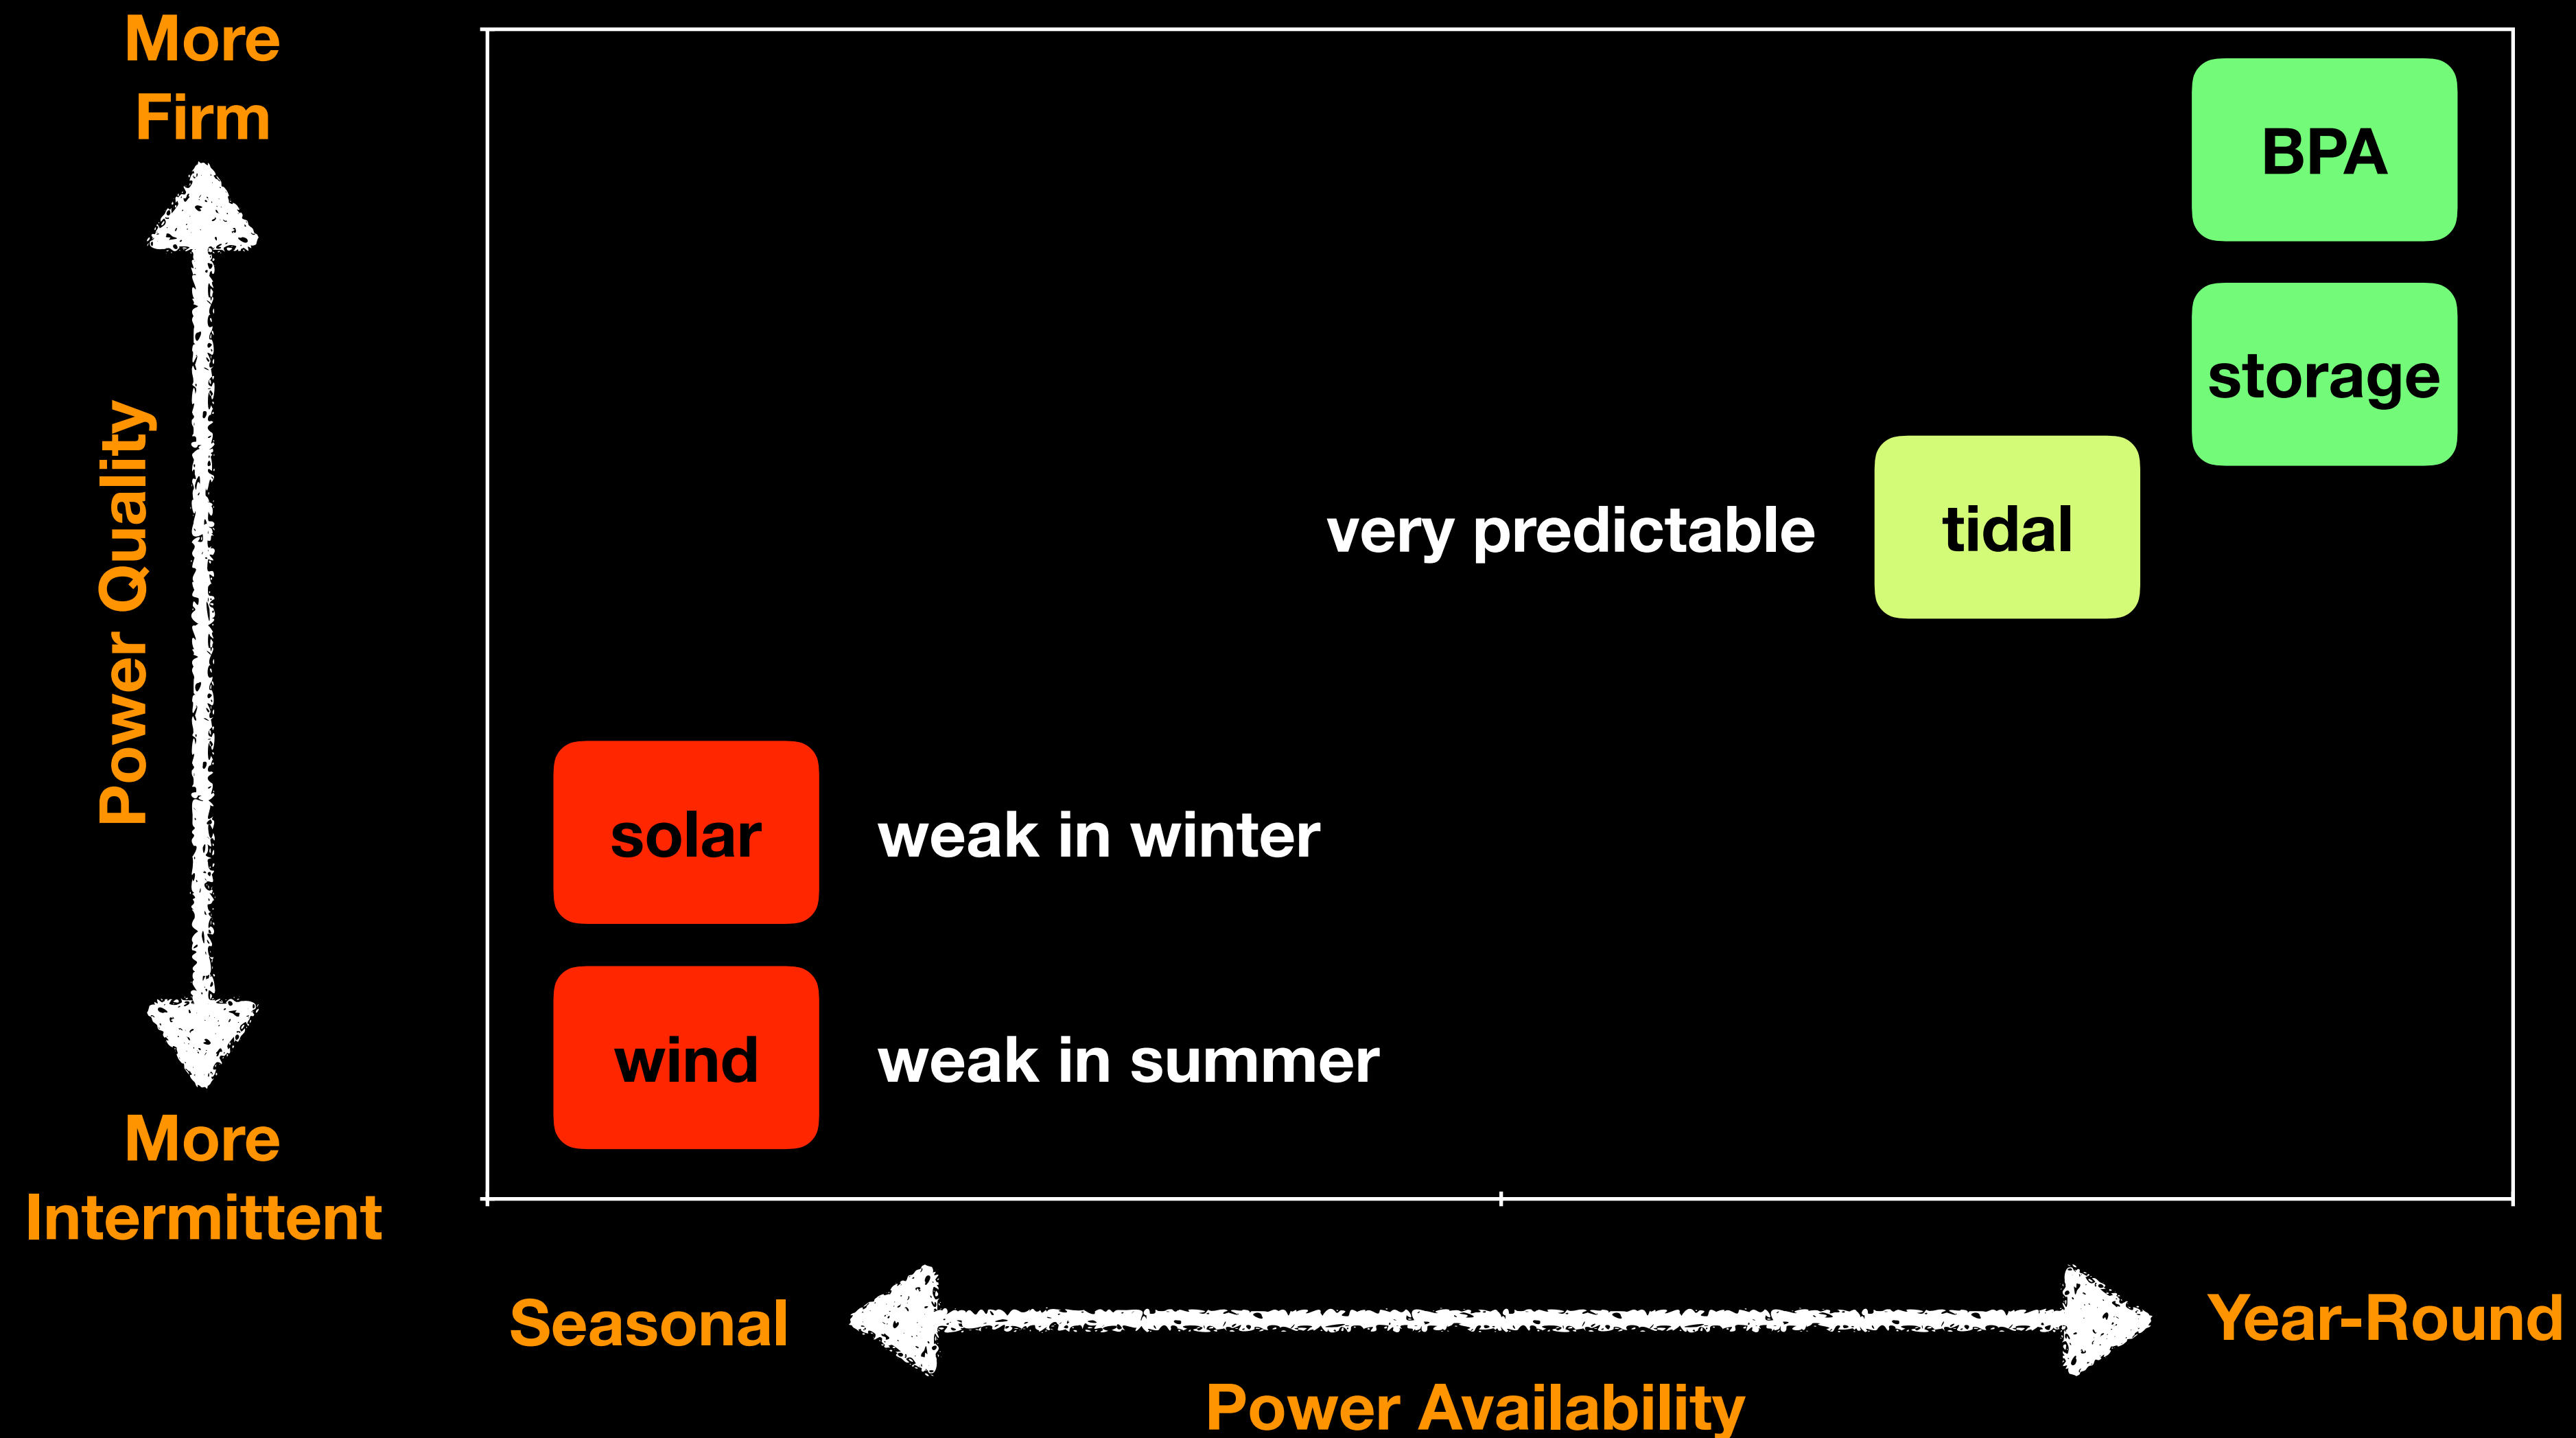 More
Firm
BPA
storage
Power Quality
very predictable
tidal
solar
weak in winter
wind
weak in summer
More
Intermittent
Seasonal
Year-Round
Power Availability